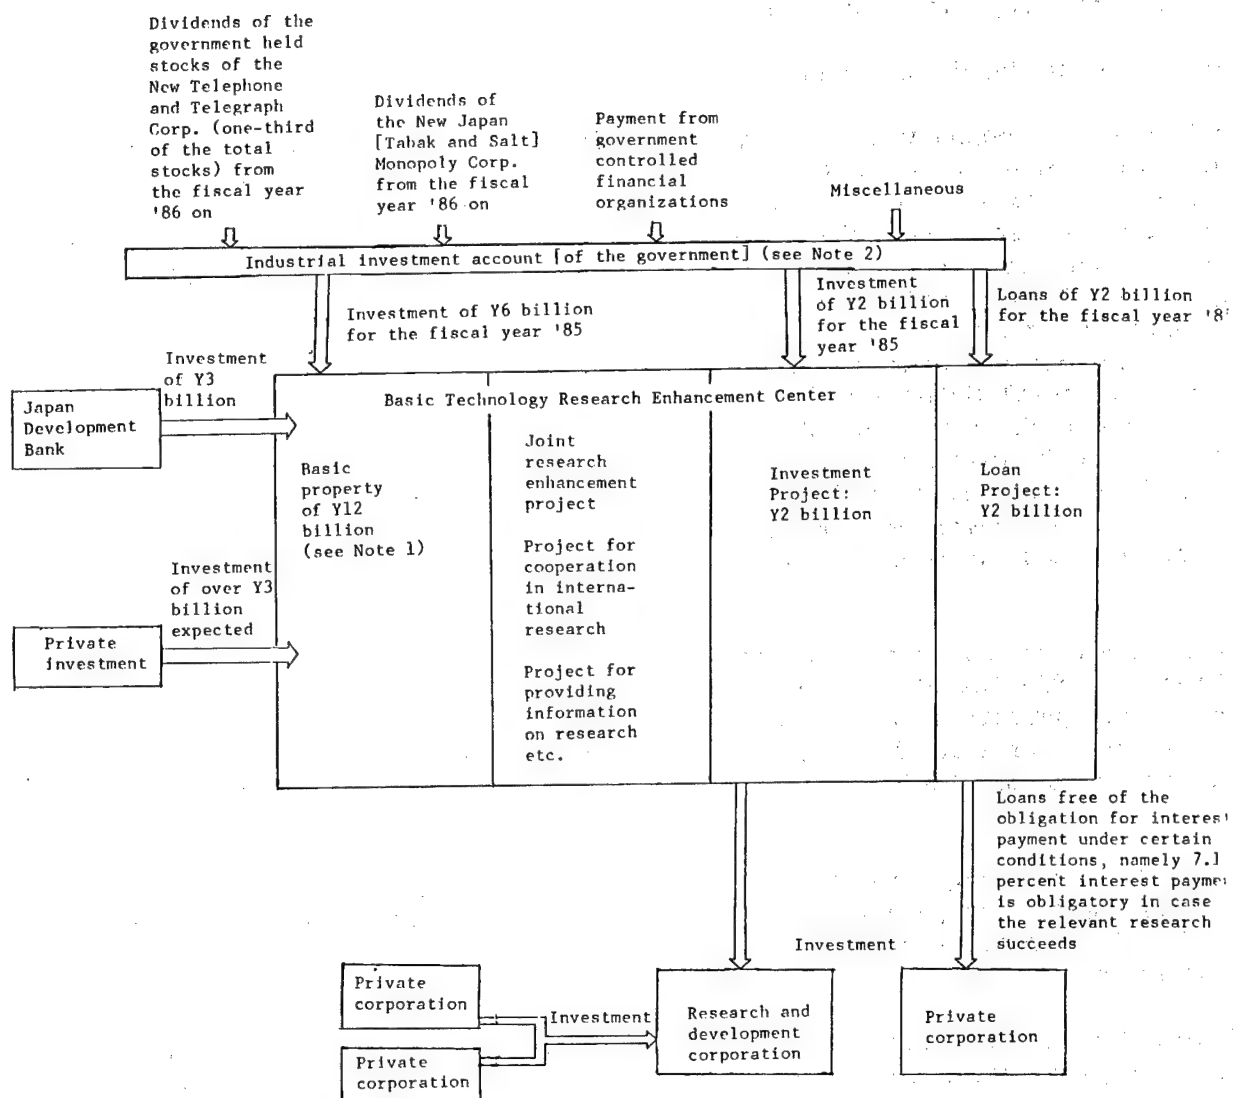 Dividends of the
government held
stocks of the
New Telephone
and Telegraph
Corp. (one-third
of the total
stocks) from
the fiscal year
'86 on
Dividends of
the New Japan
[Tabak and Salt]
Monopoly Corp.
from the fiscal
year '86 on
Payment from
government
controlled
financial
organizations
Miscellaneous
Industrial investment account [of the government] (see Note 2)
Investment of Y6 billion
for the fiscal year '85
Investment
of Y2 billion
for the fiscal
year '85
Loans of Y2 billion
for the fiscal year '8
Investment
of Y3
billion
Japan
Development
Bank
Basic Technology Research Enhancement Center
Basic
property
of Y12
billion
(see Note 1)
Joint
research
enhancement
project
Project for
cooperation
in interna-
tional
research
Project for
providing
information
on research
etc.
Investment
Project:
Y2 billion
Loan
Project:
Y2 billion
Investment
of over Y3
billion
expected
Private
investment
Loans free of the
obligation for interes
payment under certain
conditions, namely 7.1
percent interest payme
is obligatory in case
the relevant research
succeeds
Investment
Private
corporation
Private
corporation
Investment
Research and
development
corporation
Private
corporation